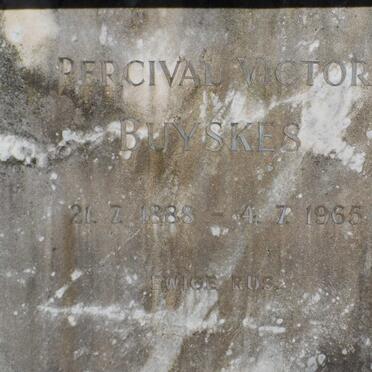 PERCIVAL VICTOR
BUYSKES
21. 7. 1888 - 4. 7. 1965.
EWIGE RUS.